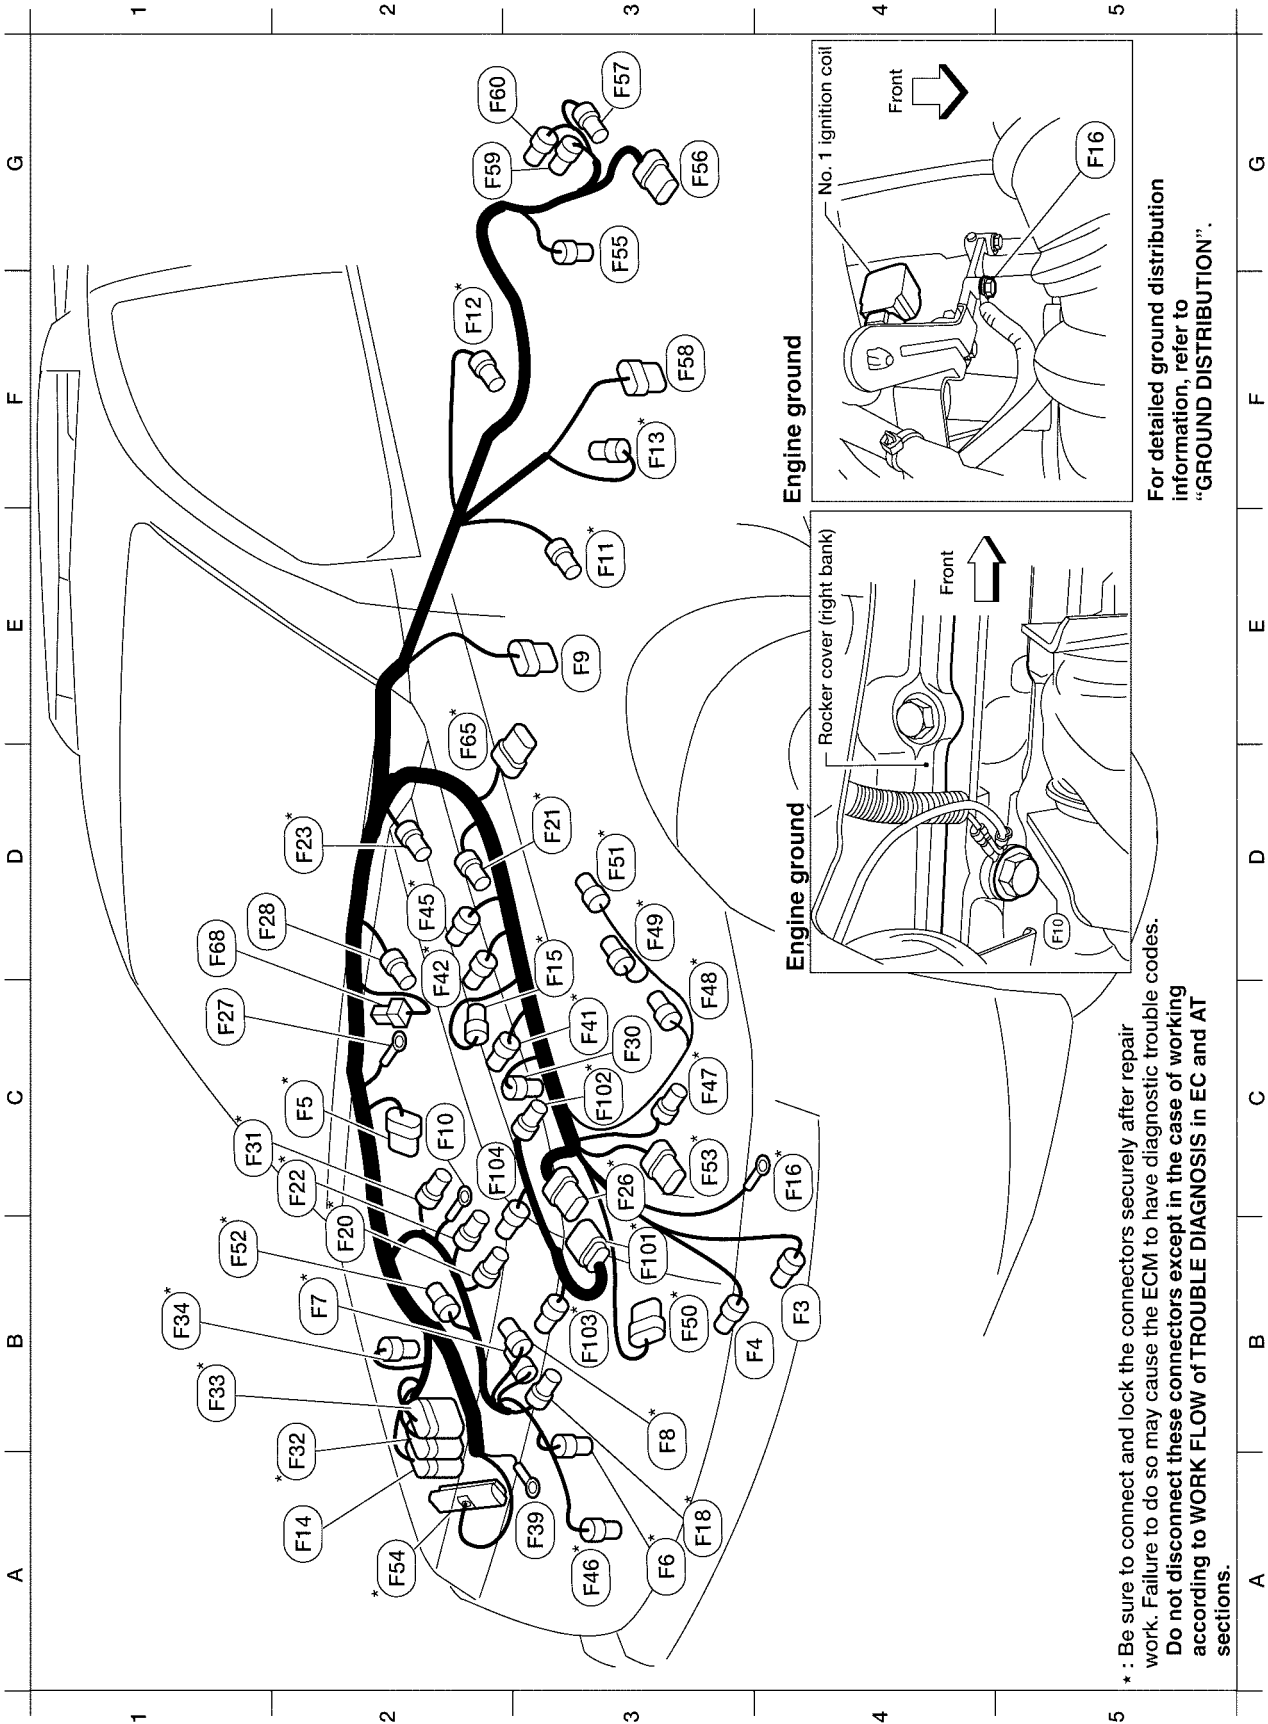 A
B
C
D
E
F
G
1
2
3
4
5
F60
F57
F59
F56
F55
F12*
F58
F13*
F11*
F9
F65*
F23*
F21*
F28
F68
F45*
F51*
F42*
F49*
F15*
F48*
F27
F41*
F30
F5*
F102*
F47*
F31*
F10
F104
F53*
F22*
F26*
F16*
F20*
F52*
F101*
F7*
F3
F34*
F103*
F50*
F4
F33*
F8*
F32*
F14
F39
F18*
F54*
F46*
F6*
Engine ground
Rocker cover (right bank)
Front
F10
Engine ground
No. 1 ignition coil
Front
F16
For detailed ground distribution
information, refer to
“GROUND DISTRIBUTION”.
* : Be sure to connect and lock the connectors securely after repair
work. Failure to do so may cause the ECM to have diagnostic trouble codes.
Do not disconnect these connectors except in the case of working
according to WORK FLOW of TROUBLE DIAGNOSIS in EC and AT
sections.
1
2
3
4
5
A
B
C
D
E
F
G